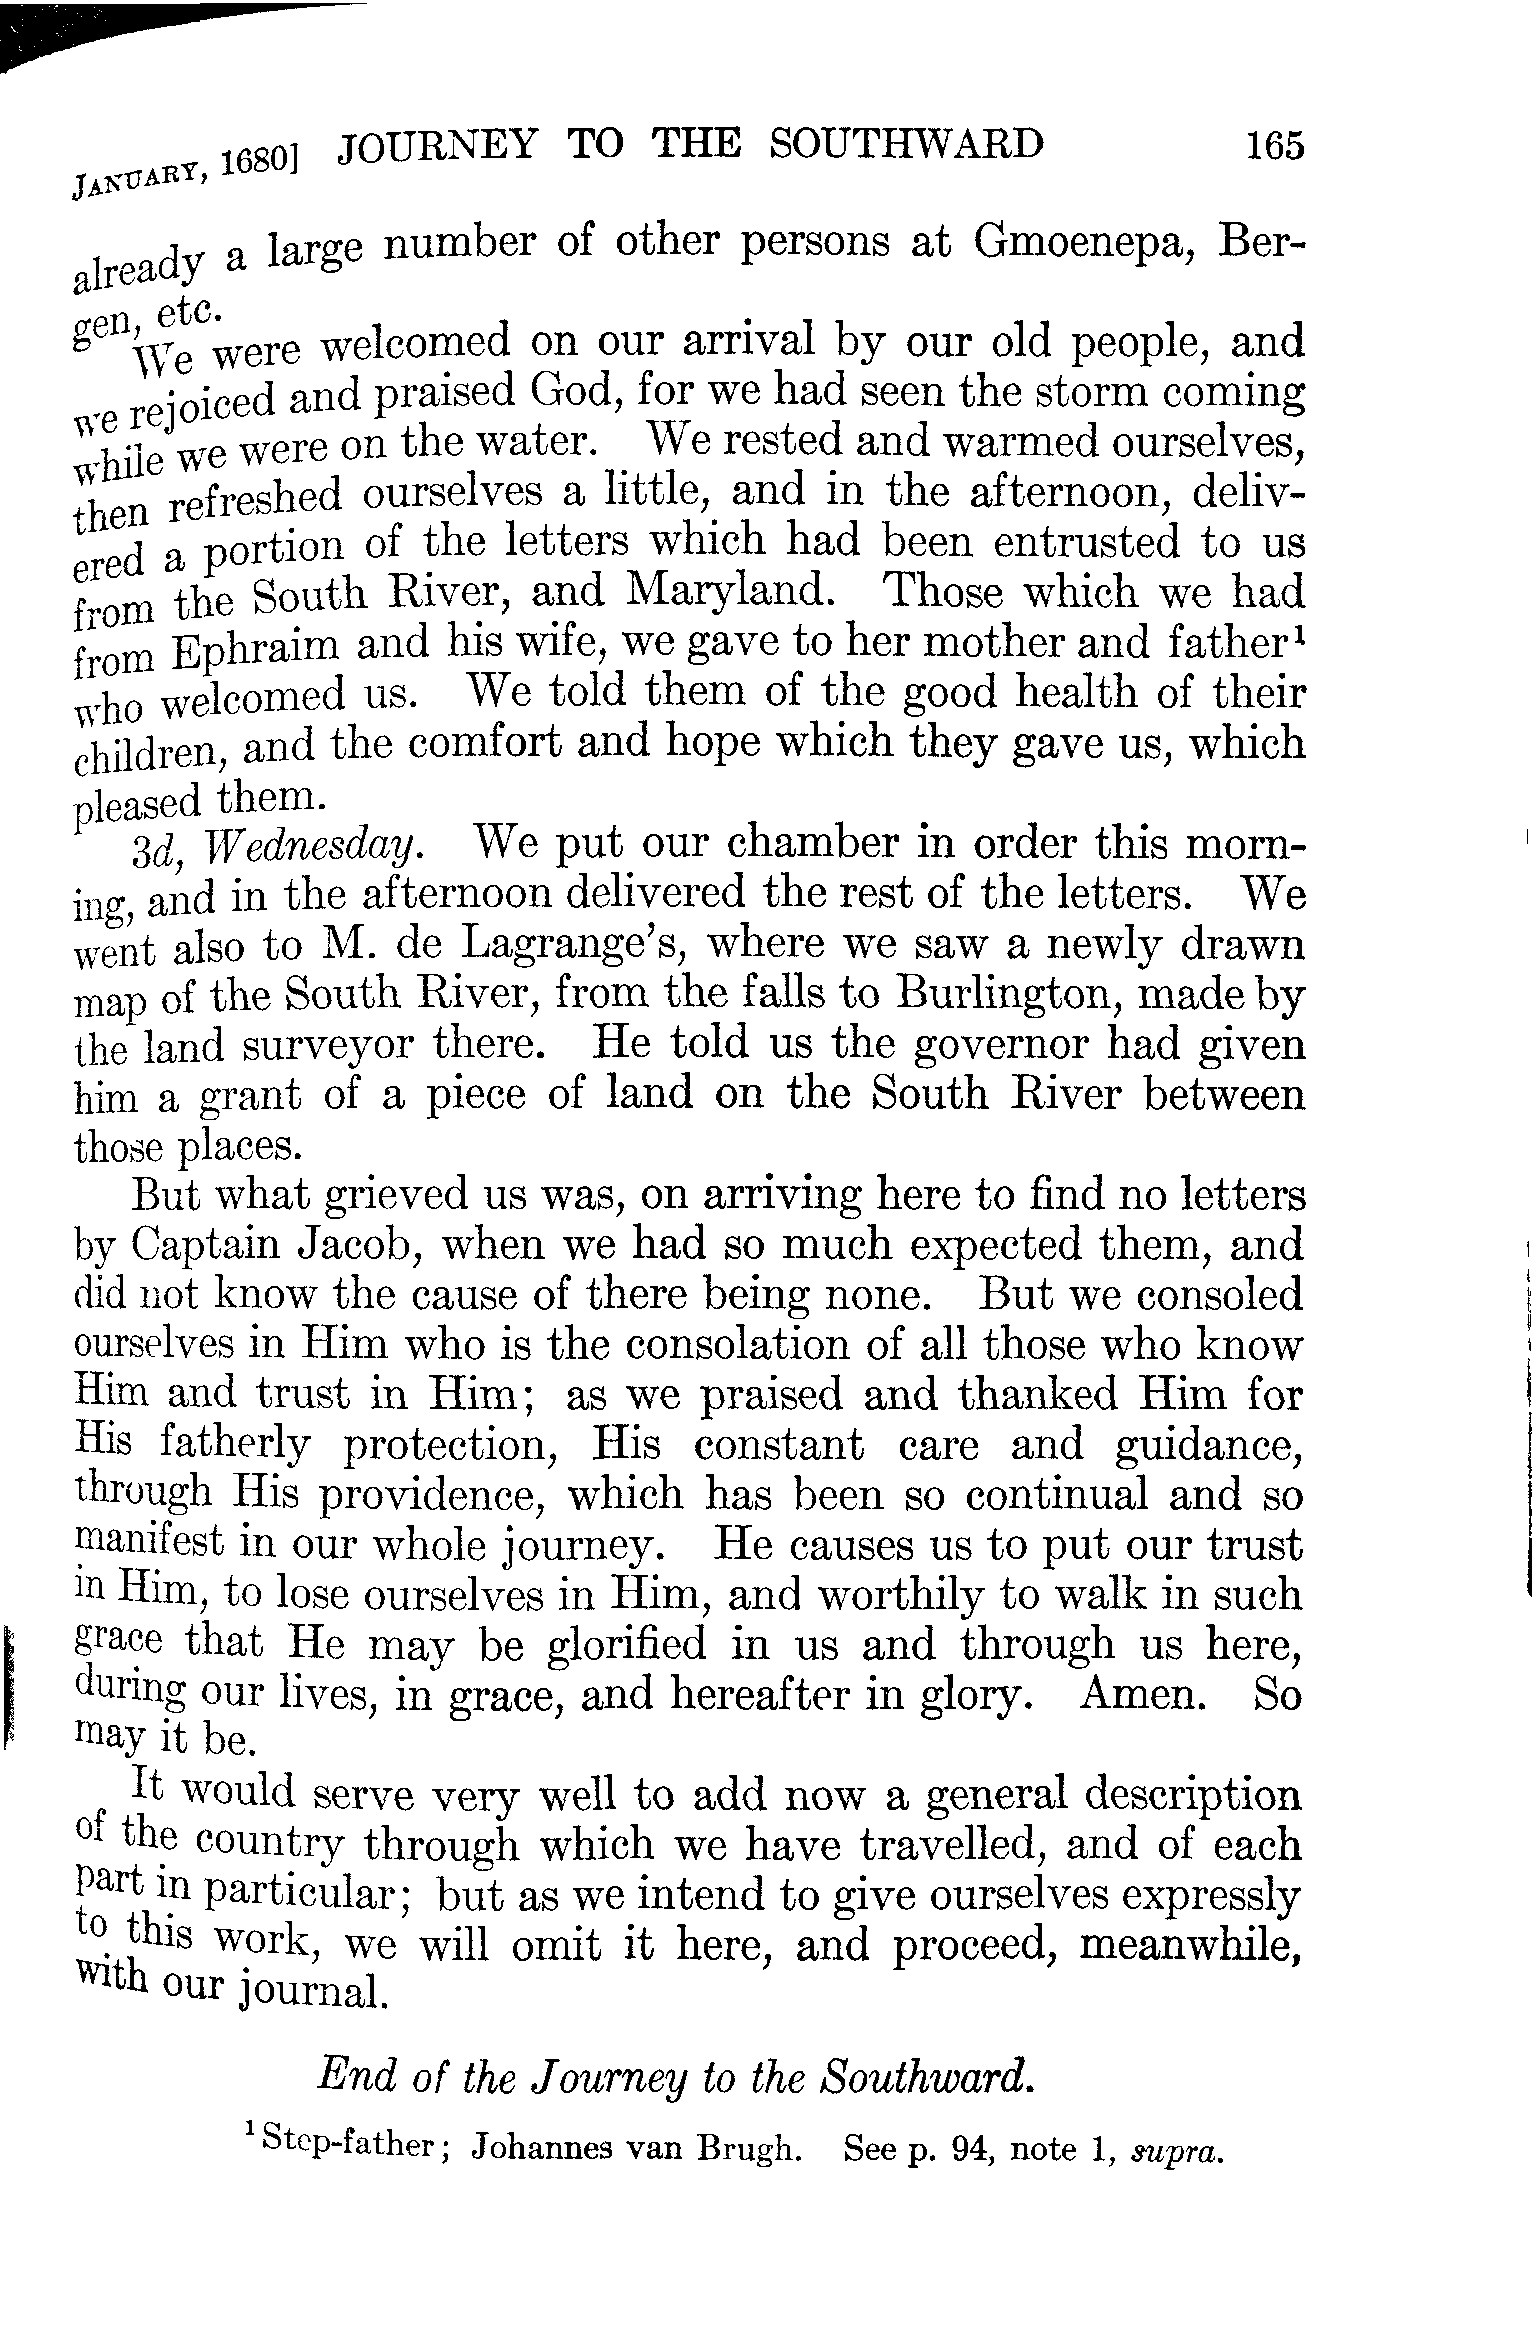 JANUARY, 1680] JOURNEY TO THE SOUTHWARD 165
already a large number of other persons at Gmoenepa, Ber-
gen, etc.
We were welcomed on our arrival by our old people, and
we rejoiced and praised God, for we had seen the storm coming
while we were on the water. We rested and warmed ourselves,
then refreshed ourselves a little, and in the afternoon, deliv-
ered a portion of the letters which had been entrusted to us
from the South River, and Maryland. Those which we had
from Ephraim and his wife, we gave to her mother and father¹
who welcomed us. We told them of the good health of their
children, and the comfort and hope which they gave us, which
pleased them.
3d, Wednesday. We put our chamber in order this morn-
ing, and in the afternoon delivered the rest of the letters. We
went also to M. de Lagrange's, where we saw a newly drawn
map of the South River, from the falls to Burlington, made by
the land surveyor there. He told us the governor had given
him a grant of a piece of land on the South River between
those places.
But what grieved us was, on arriving here to find no letters
by Captain Jacob, when we had so much expected them, and
did not know the cause of there being none. But we consoled
ourselves in Him who is the consolation of all those who know
Him and trust in Him; as we praised and thanked Him for
His fatherly protection, His constant care and guidance,
through His providence, which has been so continual and so
manifest in our whole journey. He causes us to put our trust
in Him, to lose ourselves in Him, and worthily to walk in such
grace that He may be glorified in us and through us here,
during our lives, in grace, and hereafter in glory. Amen. So
may it be.
It would serve very well to add now a general description
of the country through which we have travelled, and of each
part in particular; but as we intend to give ourselves expressly
to this work, we will omit it here, and proceed, meanwhile,
with our journal.
End of the Journey to the Southward.
¹ Step-father; Johannes van Brugh. See p. 94, note 1, supra.